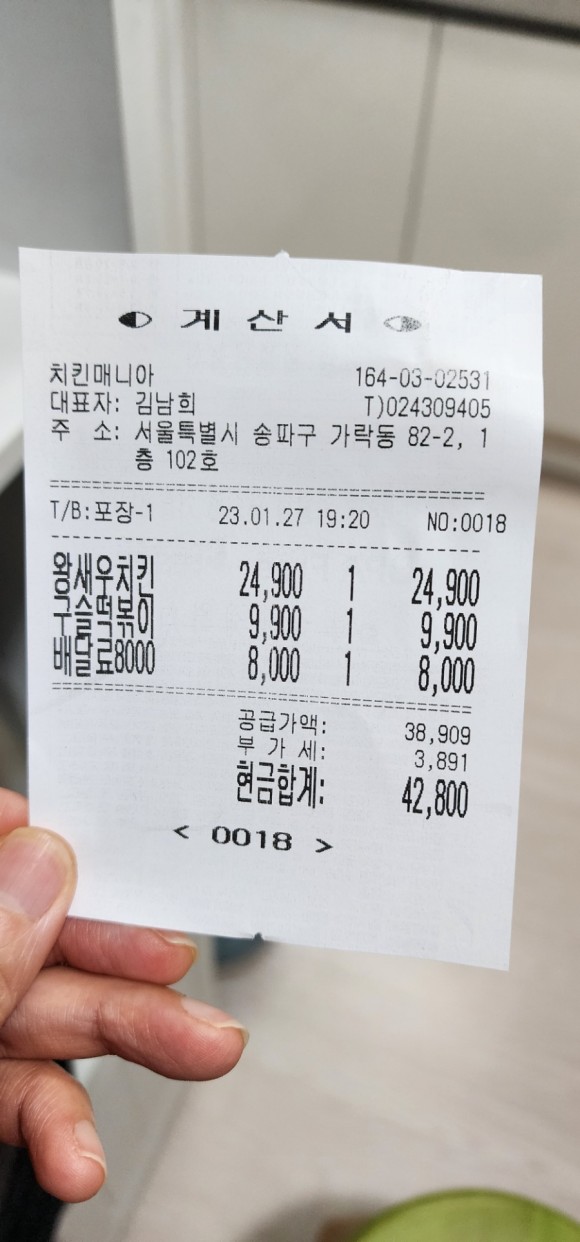 계 산 서
치킨매니아 164-03-02531
대표자: 김남희 T)024309405
주 소: 서울특별시 송파구 가락동 82-2, 1
층 102호
T/B:포장-1 23.01.27 19:20 NO:0018
왕새우치킨 24,900 1 24,900
구슬떡볶이 9,900 1 9,900
배달료8000 8,000 1 8,000
공급가액: 38,909
부 가 세: 3,891
현금합계: 42,800
< 0018 >